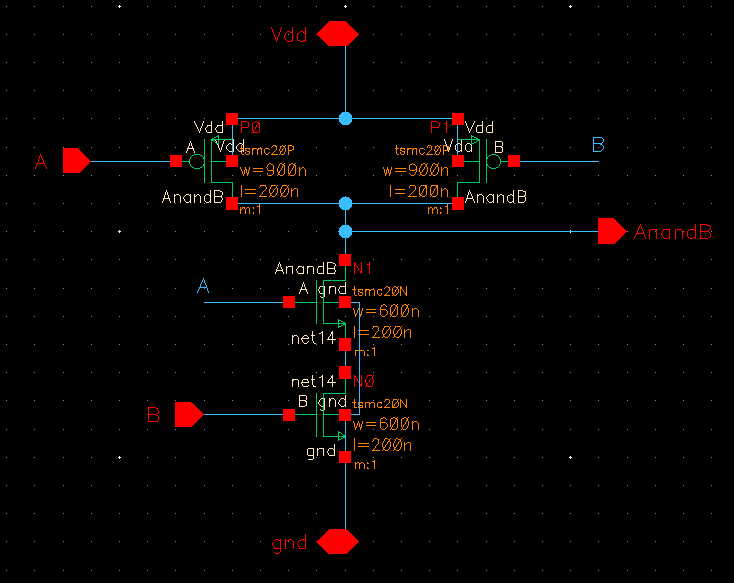 Vdd
Vdd P0 P1 Vdd
A A Vdd tsmc20P tsmc20P Vdd B B
w=900n w=900n
l=200n l=200n
AnandB m:1 m:1 AnandB
AnandB
AnandB N1
A A gnd tsmc20N
w=600n
l=200n
net14 m:1
net14 N0
B B gnd tsmc20N
w=600n
l=200n
gnd m:1
gnd